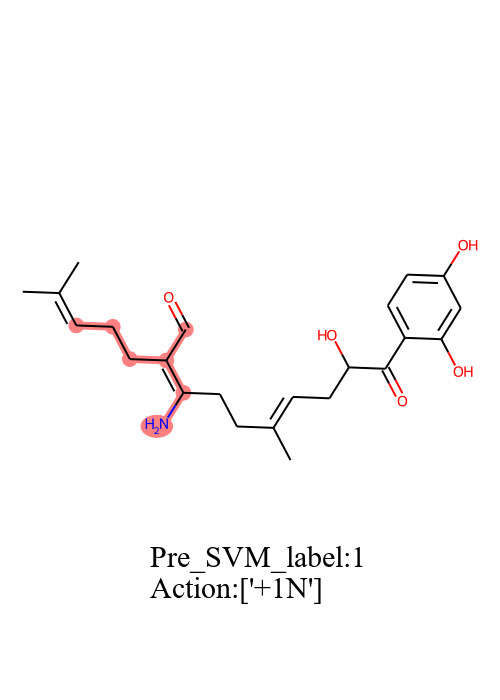 OH
O
HO
OH
O
H2N
Pre_SVM_label:1
Action:['+1N']